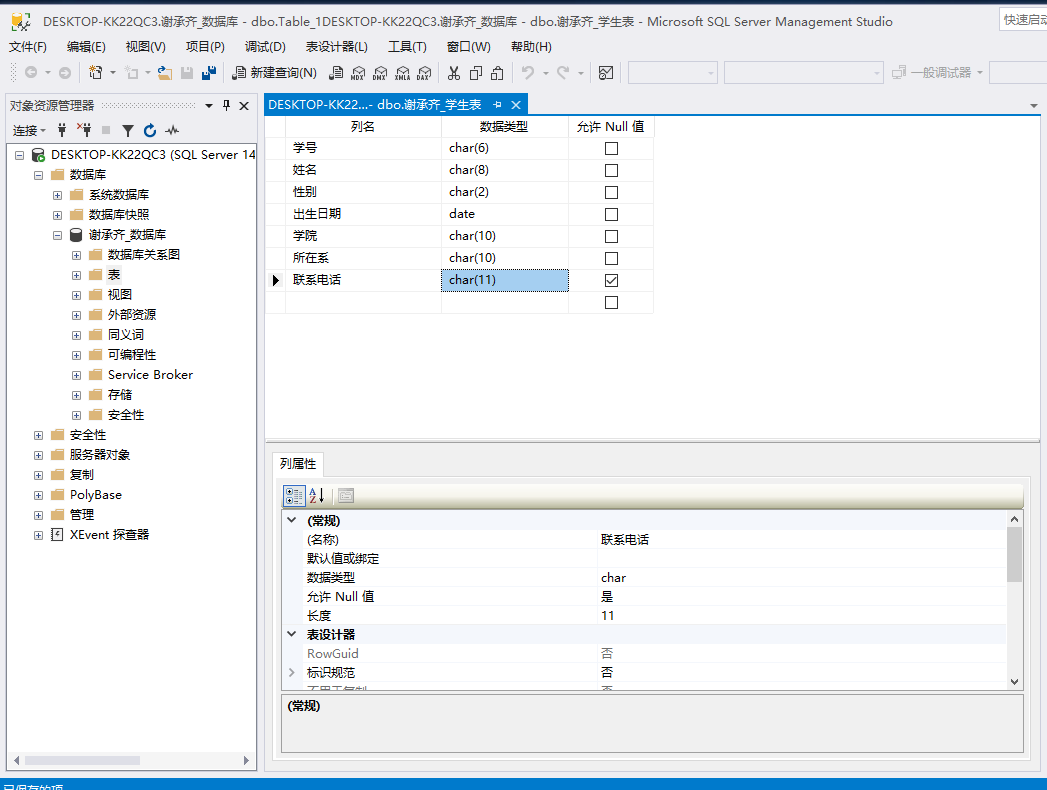 DESKTOP-KK22QC3.谢承齐_数据库 - dbo.Table_1DESKTOP-KK22QC3.谢承齐_数据库 - dbo.谢承齐_学生表 - Microsoft SQL Server Management Studio
快速启动
文件(F) 编辑(E) 视图(V) 项目(P) 调试(D) 表设计器(L) 工具(T) 窗口(W) 帮助(H)
新建查询(N) MDX DMX XMLA DAX 一般调试器
对象资源管理器
连接
DESKTOP-KK22QC3 (SQL Server 14
数据库
系统数据库
数据库快照
谢承齐_数据库
数据库关系图
表
视图
外部资源
同义词
可编程性
Service Broker
存储
安全性
安全性
服务器对象
复制
PolyBase
管理
XEvent 探查器
DESKTOP-KK22...- dbo.谢承齐_学生表
列名 数据类型 允许 Null 值
学号 char(6)
姓名 char(8)
性别 char(2)
出生日期 date
学院 char(10)
所在系 char(10)
联系电话 char(11)
列属性
(常规)
(名称) 联系电话
默认值或绑定
数据类型 char
允许 Null 值 是
长度 11
表设计器
RowGuid 否
标识规范 否
不用于复制 否
(常规)
已保存的项